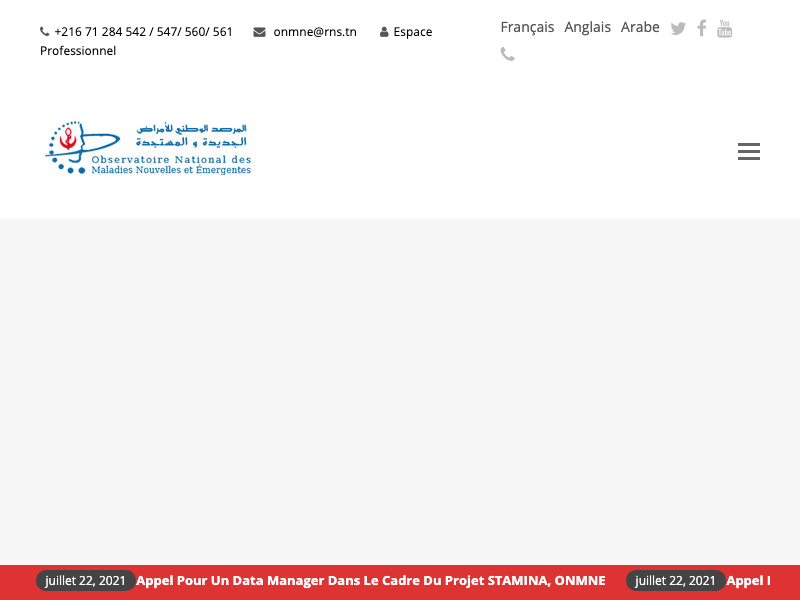 +216 71 284 542 / 547/ 560/ 561 onmne@rns.tn Espace
Professionnel
Français Anglais Arabe
You
Tube
المرصد الوطني للأمراض
الجديدة و المستجدة
Observatoire National des
Maladies Nouvelles et Émergentes
juillet 22, 2021 Appel Pour Un Data Manager Dans Le Cadre Du Projet STAMINA, ONMNE juillet 22, 2021 Appel